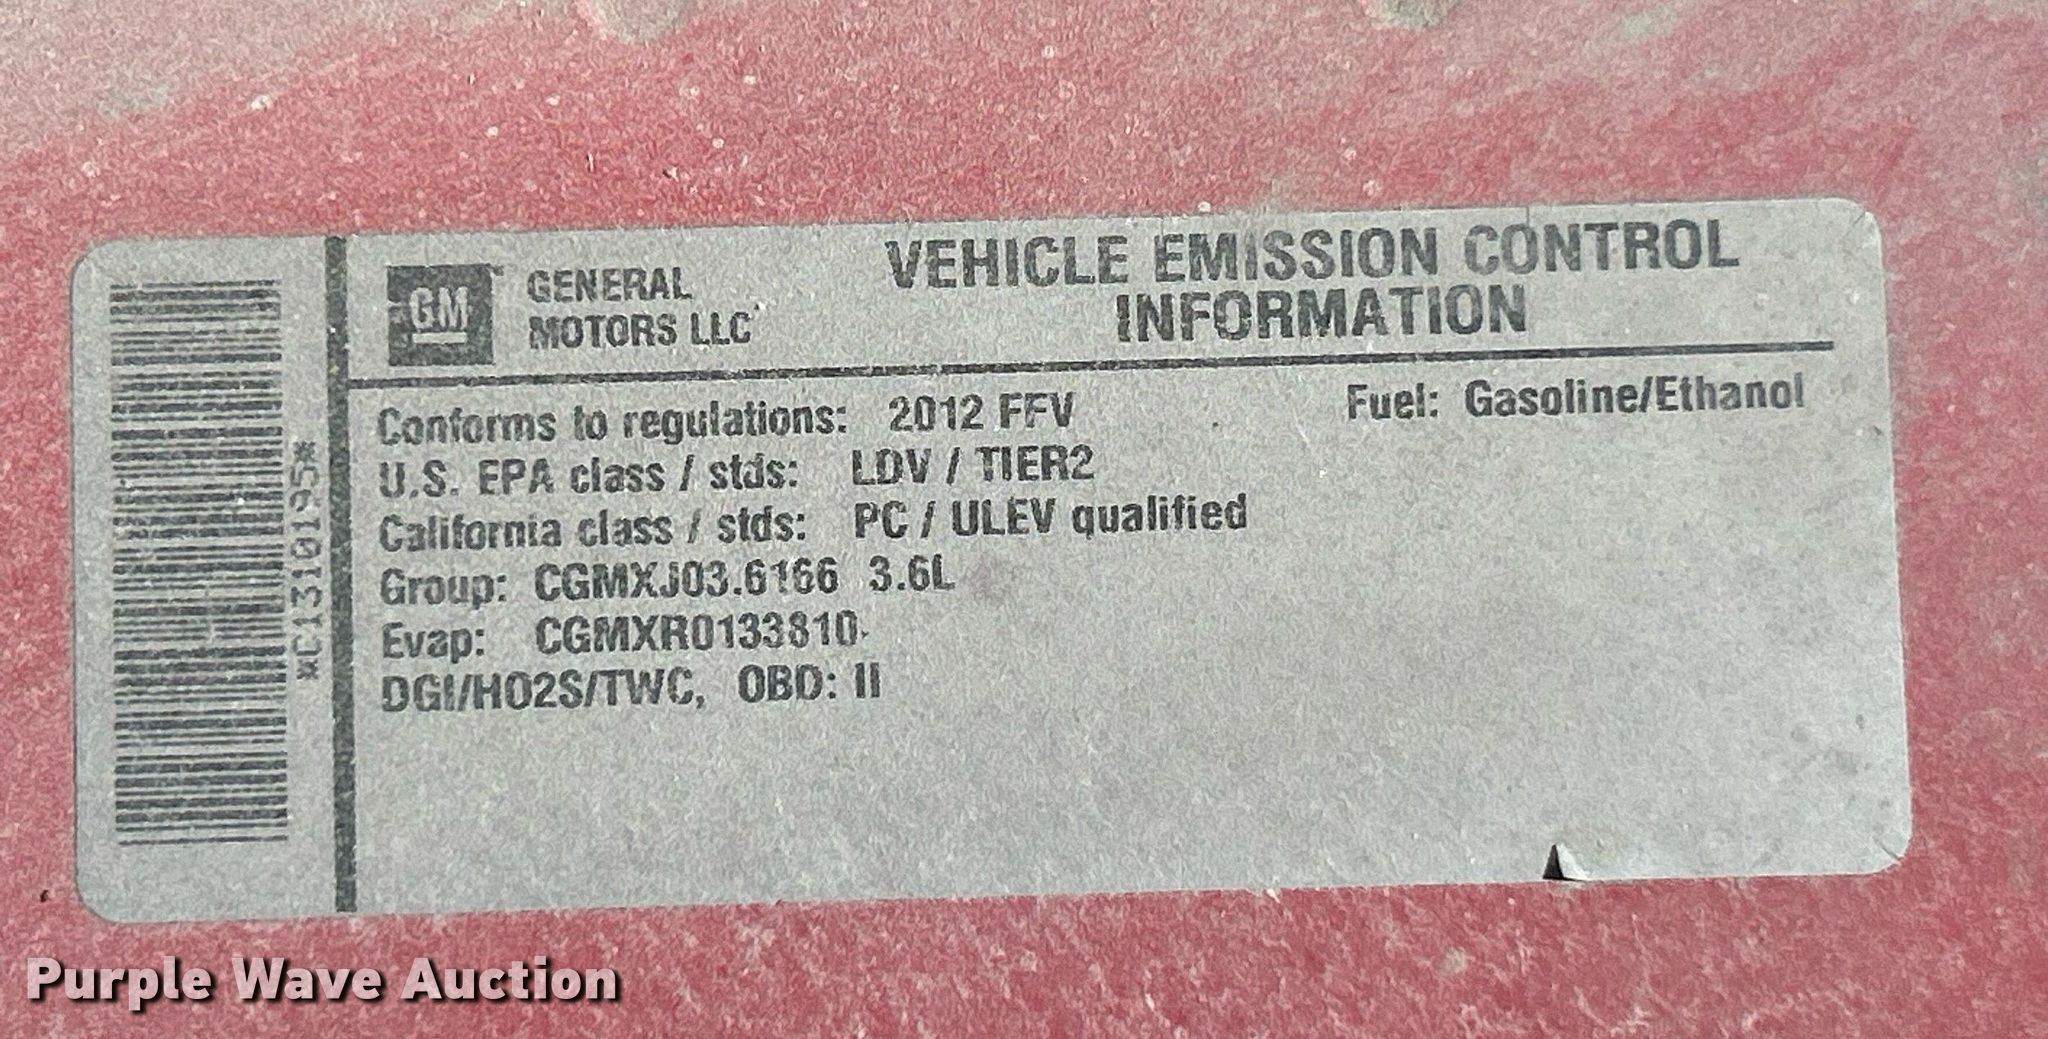 *C1310195*
GM
GENERAL
MOTORS LLC
VEHICLE EMISSION CONTROL
INFORMATION
Conforms to regulations: 2012 FFV
Fuel: Gasoline/Ethanol
U.S. EPA class / stds: LDV / TIER2
California class / stds: PC / ULEV qualified
Group: CGMXJ03.6166 3.6L
Evap: CGMXR0133810
DGI/HO2S/TWC, OBD: II
Purple Wave Auction